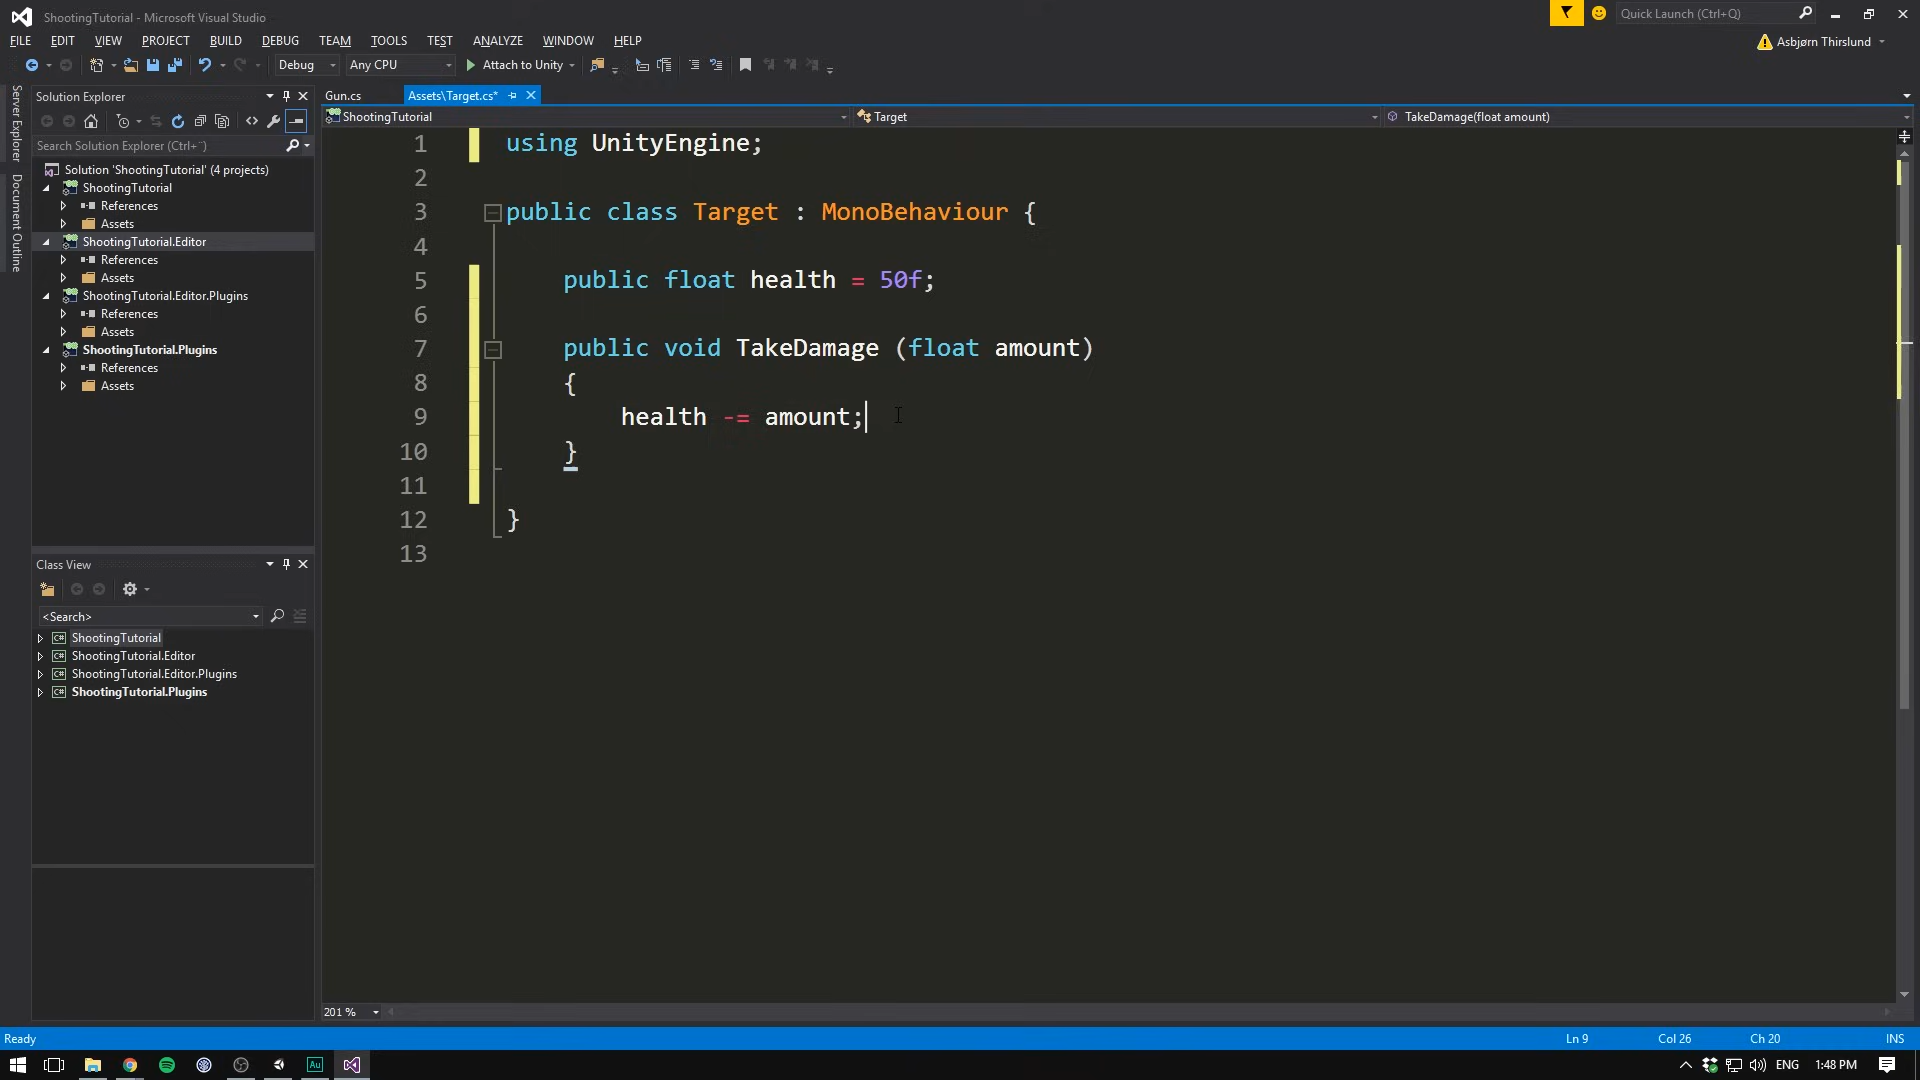 ShootingTutorial - Microsoft Visual Studio
Quick Launch (Ctrl+Q)
FILE EDIT VIEW PROJECT BUILD DEBUG TEAM TOOLS TEST ANALYZE WINDOW HELP
Asbjørn Thirslund
Debug Any CPU Attach to Unity
Server Explorer
Document Outline
Solution Explorer
Search Solution Explorer (Ctrl+¨)
Solution 'ShootingTutorial' (4 projects)
ShootingTutorial
References
Assets
ShootingTutorial.Editor
References
Assets
ShootingTutorial.Editor.Plugins
References
Assets
ShootingTutorial.Plugins
References
Assets
Class View
<Search>
ShootingTutorial
ShootingTutorial.Editor
ShootingTutorial.Editor.Plugins
ShootingTutorial.Plugins
Gun.cs Assets\Target.cs*
ShootingTutorial Target TakeDamage(float amount)
1 using UnityEngine;
2
3 public class Target : MonoBehaviour {
4
5 public float health = 50f;
6
7 public void TakeDamage (float amount)
8 {
9 health -= amount;
10 }
11
12 }
13
201 %
Ready Ln 9 Col 26 Ch 20 INS
Au ENG 1:48 PM